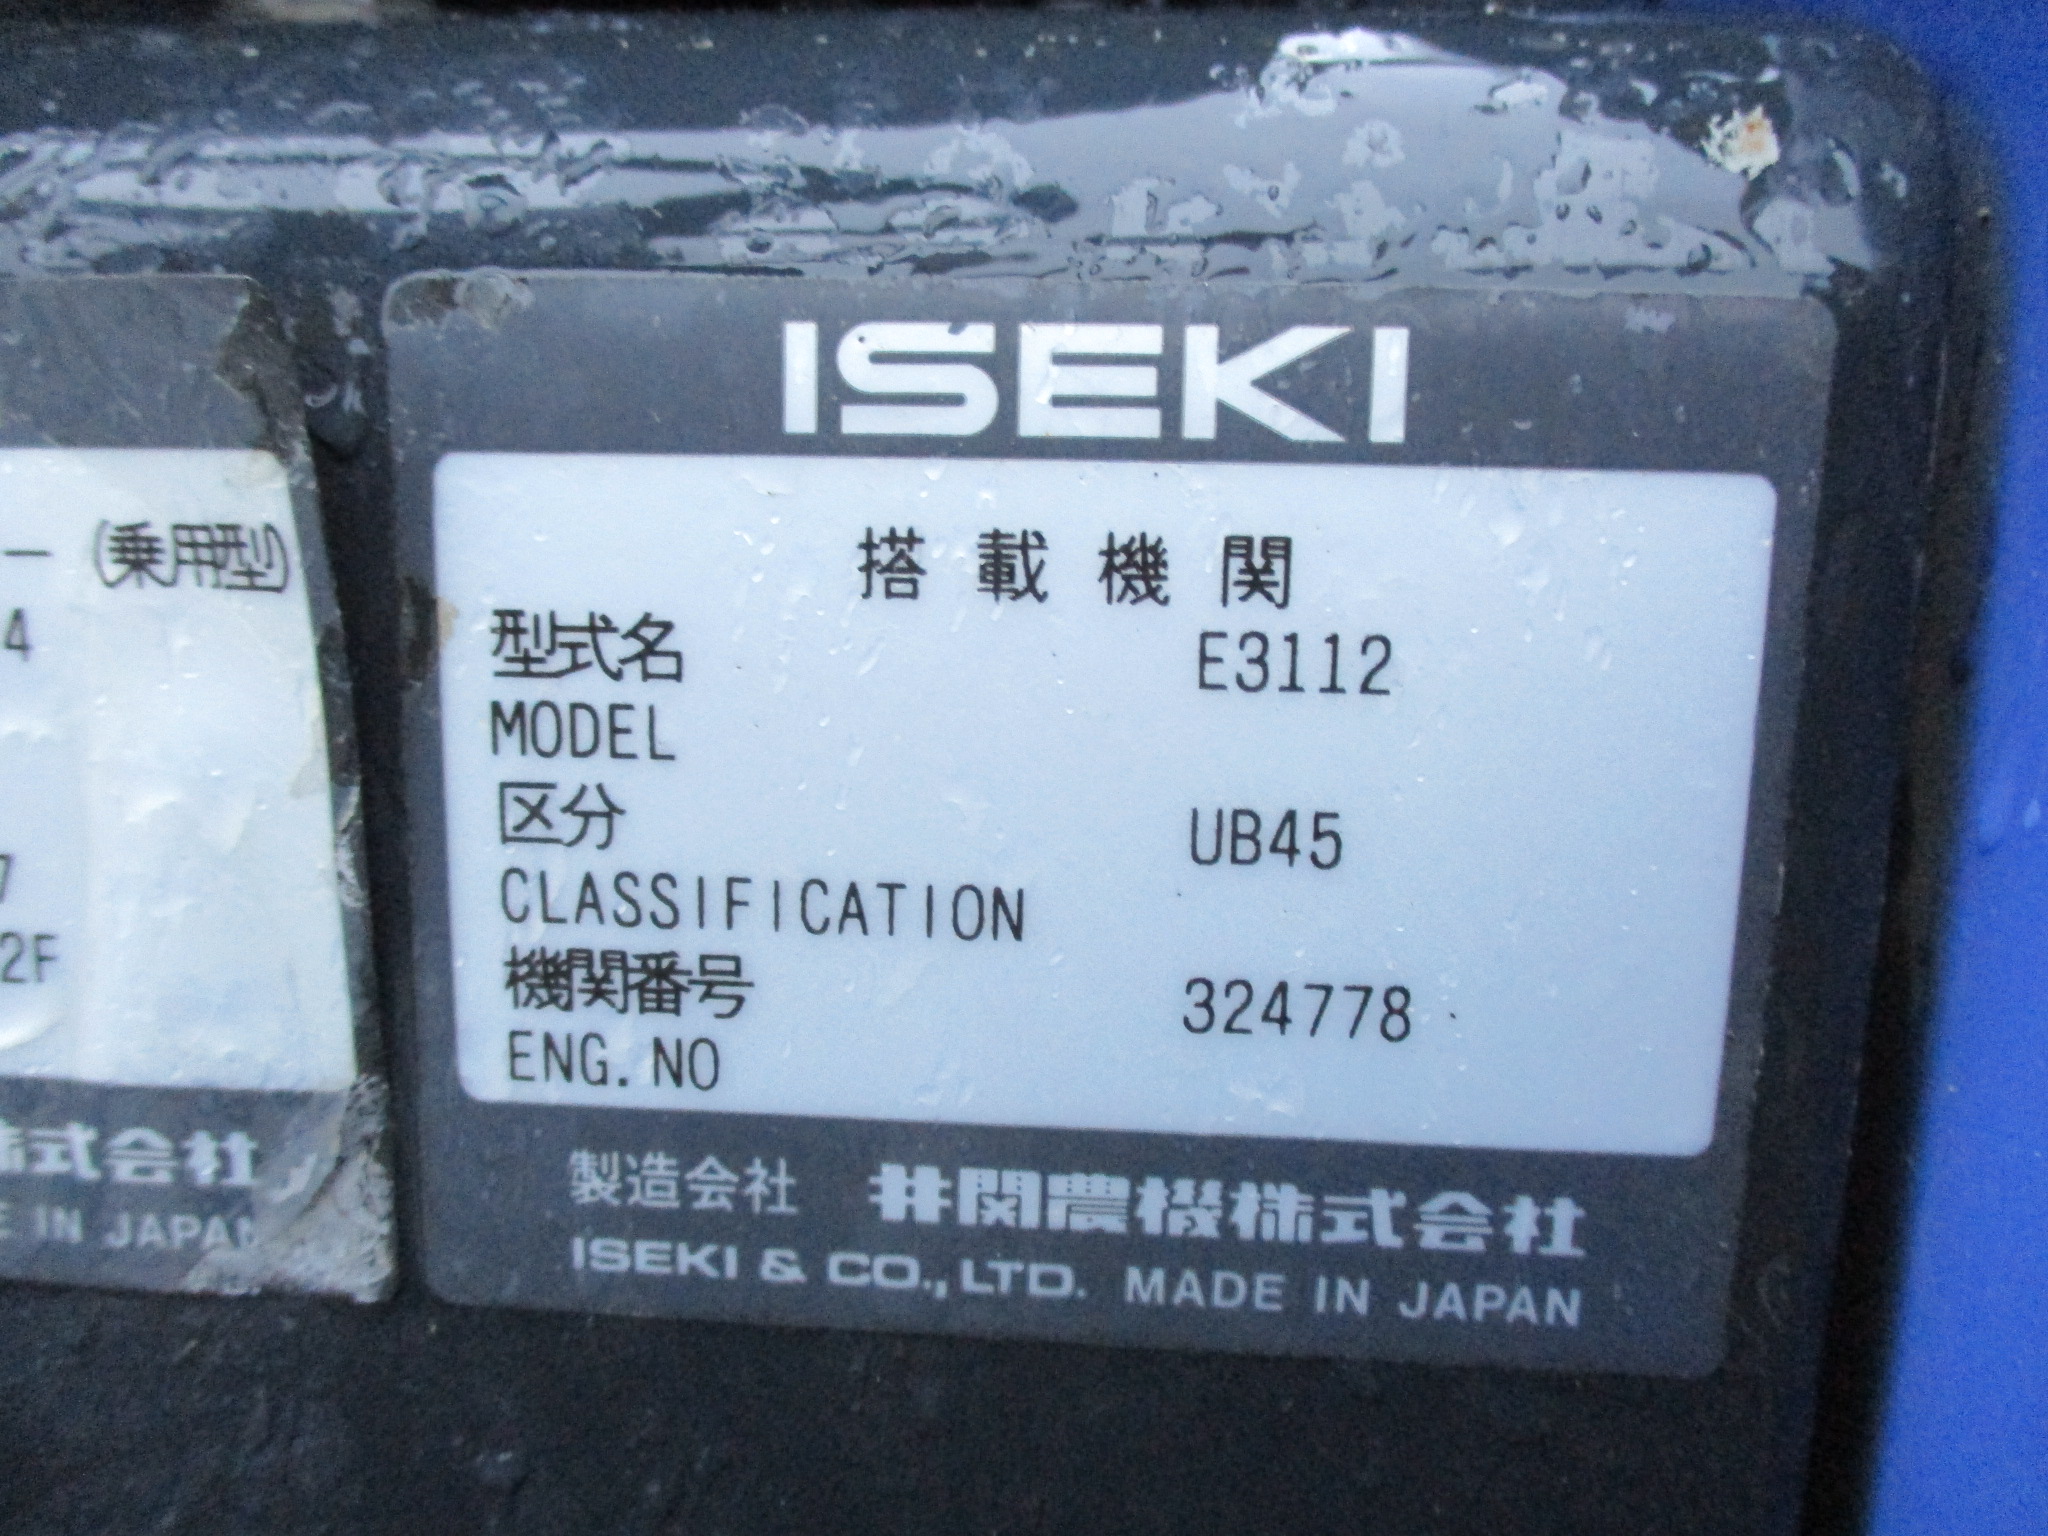 ISEKI
搭載機関
型式名 E3112
MODEL
区分 UB45
CLASSIFICATION
機関番号 324778
ENG. NO
製造会社 井関農機株式会社
ISEKI & CO., LTD. MADE IN JAPAN
ー (乗用型)
4
7
2F
株式会社
E IN JAPAN